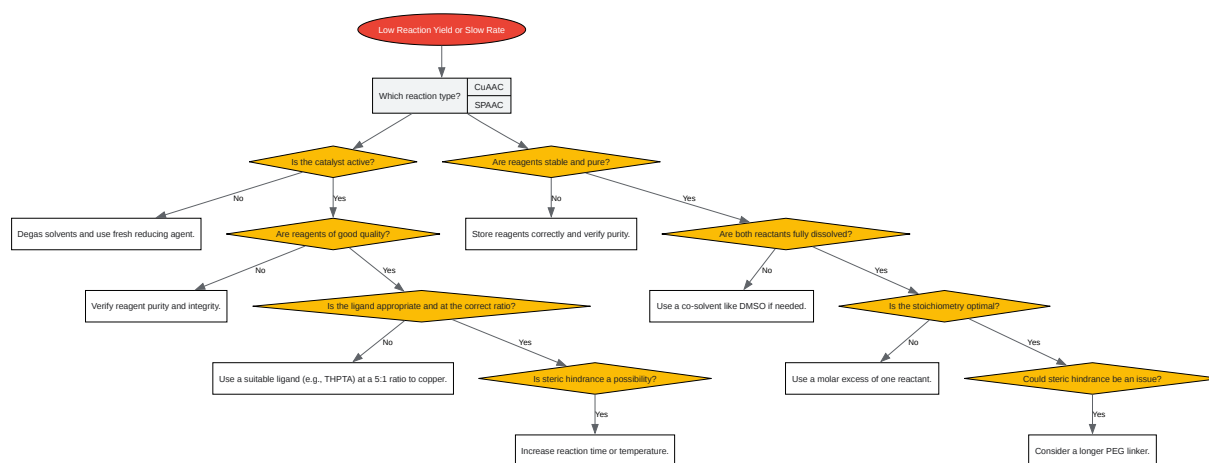 Low Reaction Yield or Slow Rate
Which reaction type?
CuAAC
SPAAC
Is the catalyst active?
Are reagents stable and pure?
No
Yes
No
Yes
Degas solvents and use fresh reducing agent.
Are reagents of good quality?
Store reagents correctly and verify purity.
Are both reactants fully dissolved?
No
Yes
No
Yes
Verify reagent purity and integrity.
Is the ligand appropriate and at the correct ratio?
Use a co-solvent like DMSO if needed.
Is the stoichiometry optimal?
No
Yes
No
Yes
Use a suitable ligand (e.g., THPTA) at a 5:1 ratio to copper.
Is steric hindrance a possibility?
Use a molar excess of one reactant.
Could steric hindrance be an issue?
Yes
Yes
Increase reaction time or temperature.
Consider a longer PEG linker.